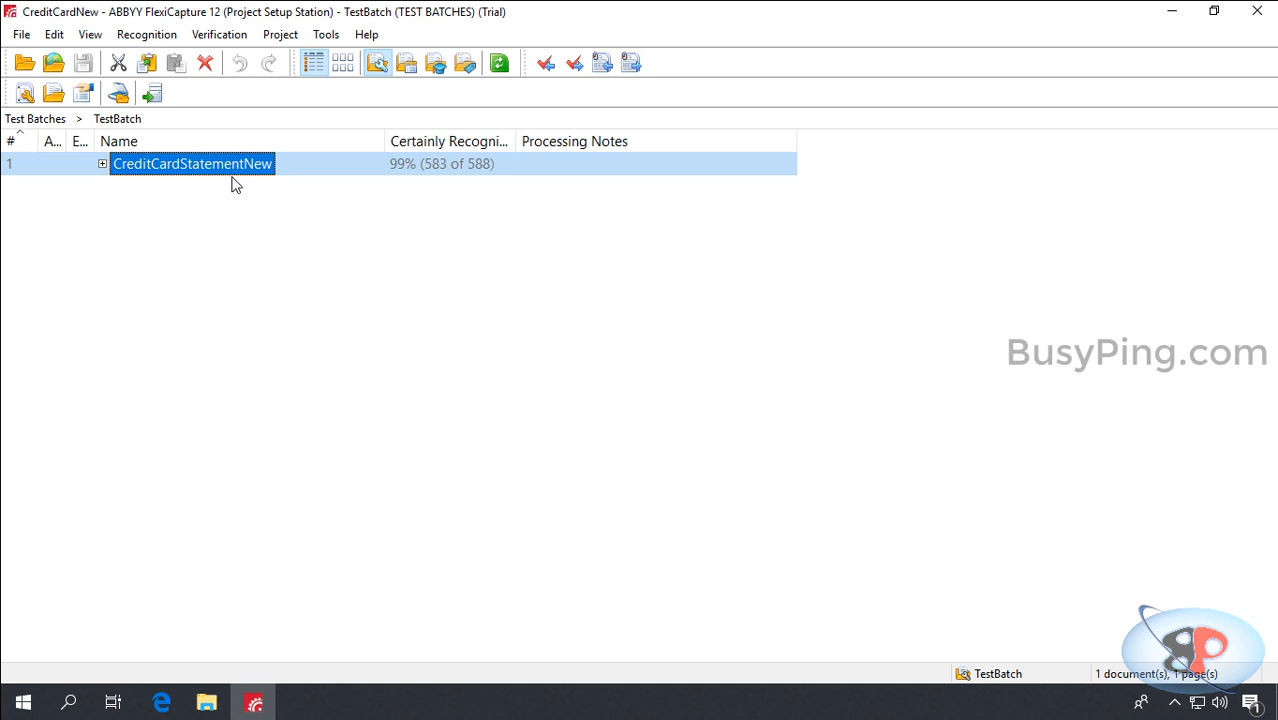 CreditCardNew - ABBYY FlexiCapture 12 (Project Setup Station) - TestBatch (TEST BATCHES) (Trial)
File Edit View Recognition Verification Project Tools Help
Test Batches > TestBatch
# A... E... Name Certainly Recogni... Processing Notes
1 CreditCardStatementNew 99% (583 of 588)
BusyPing.com
BP
TestBatch 1 document(s), 1 page(s)
1